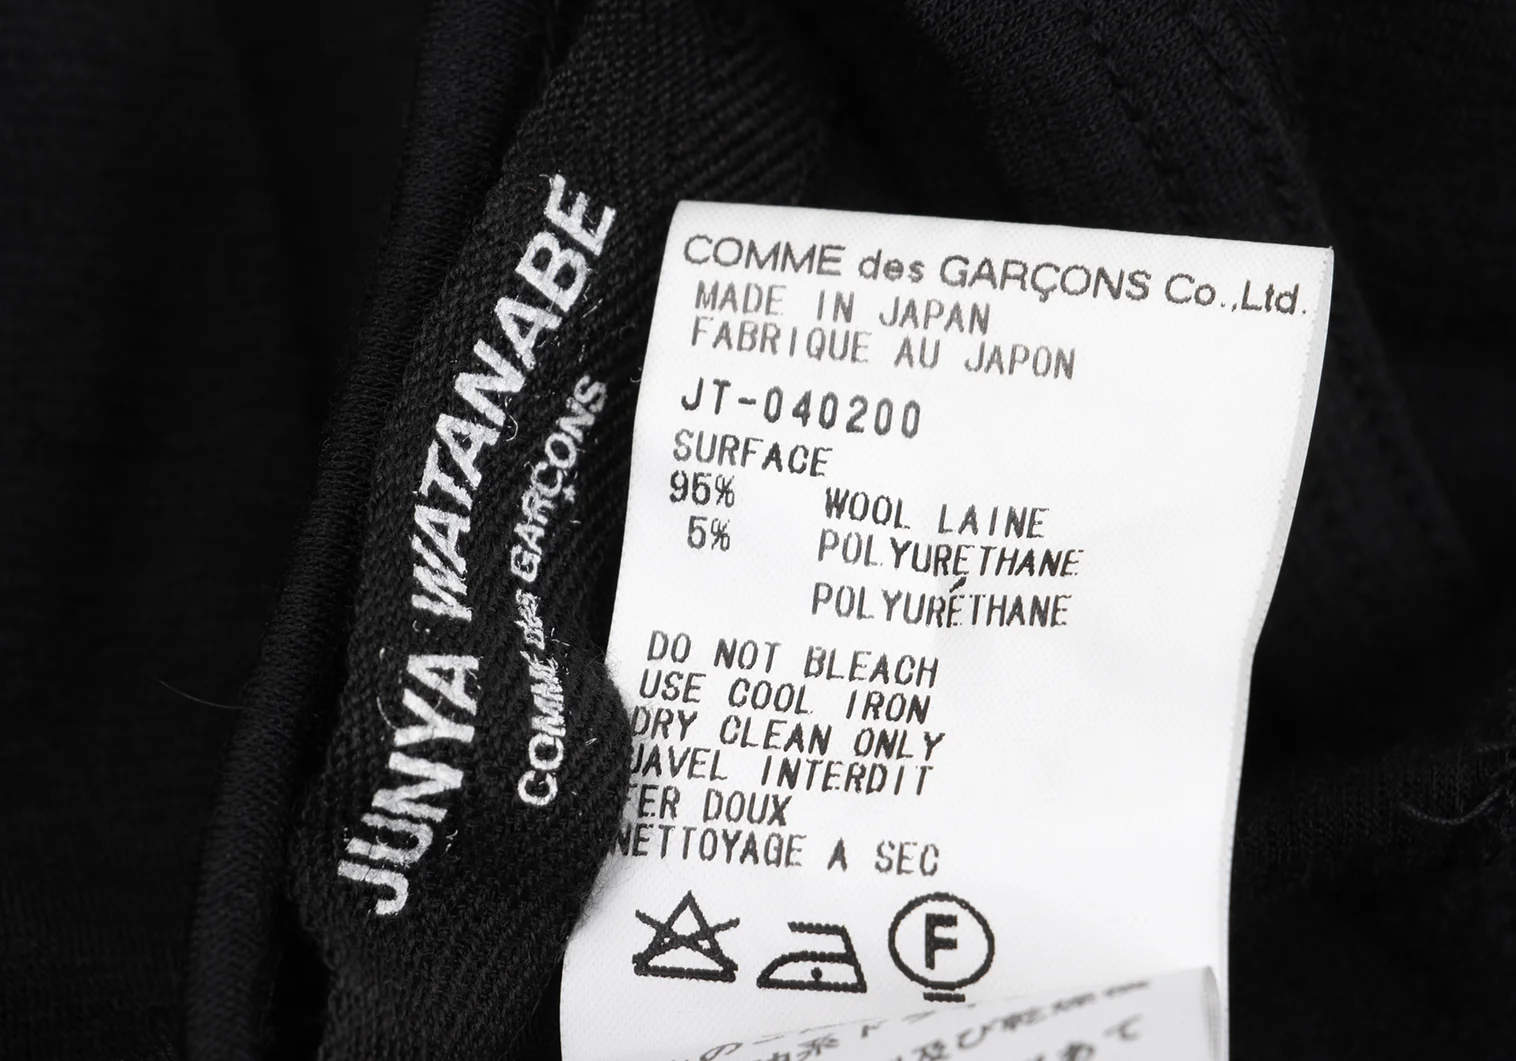 JUNYA WATANABE
COMME des GARÇONS
COMME des GARÇONS Co.,Ltd.
MADE IN JAPAN
FABRIQUE AU JAPON
JT-040200
SURFACE
95% WOOL LAINE
5% POLYURETHANE
POLYURÉTHANE
DO NOT BLEACH
USE COOL IRON
DRY CLEAN ONLY
JAVEL INTERDIT
FER DOUX
NETTOYAGE A SEC
F